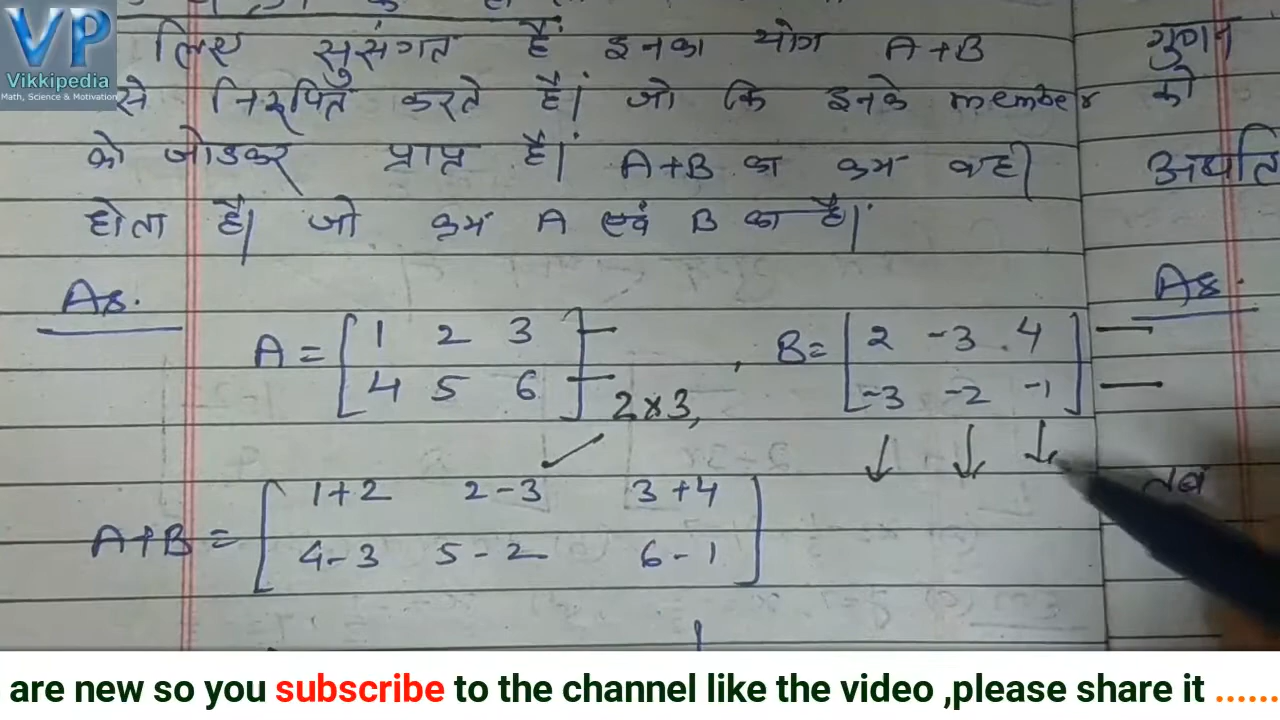 VP
Vikkipedia
Math, Science & Motivation
लिए सुसंगत हैं इनका योग A+B
से निरूपित करते हैं। जो कि इनके member
को जोडकर प्राप्त है। A+B का क्रम वही
होता है। जो क्रम A एवं B का है।
गुणन
को
अर्थात
As.
As.
A = [ 1 2 3
4 5 6 ] 2×3,
B= [ 2 -3 4
-3 -2 -1 ]
तब
A+B = [ 1+2 2-3 3+4
4-3 5-2 6-1 ]
are new so you subscribe to the channel like the video ,please share it ......